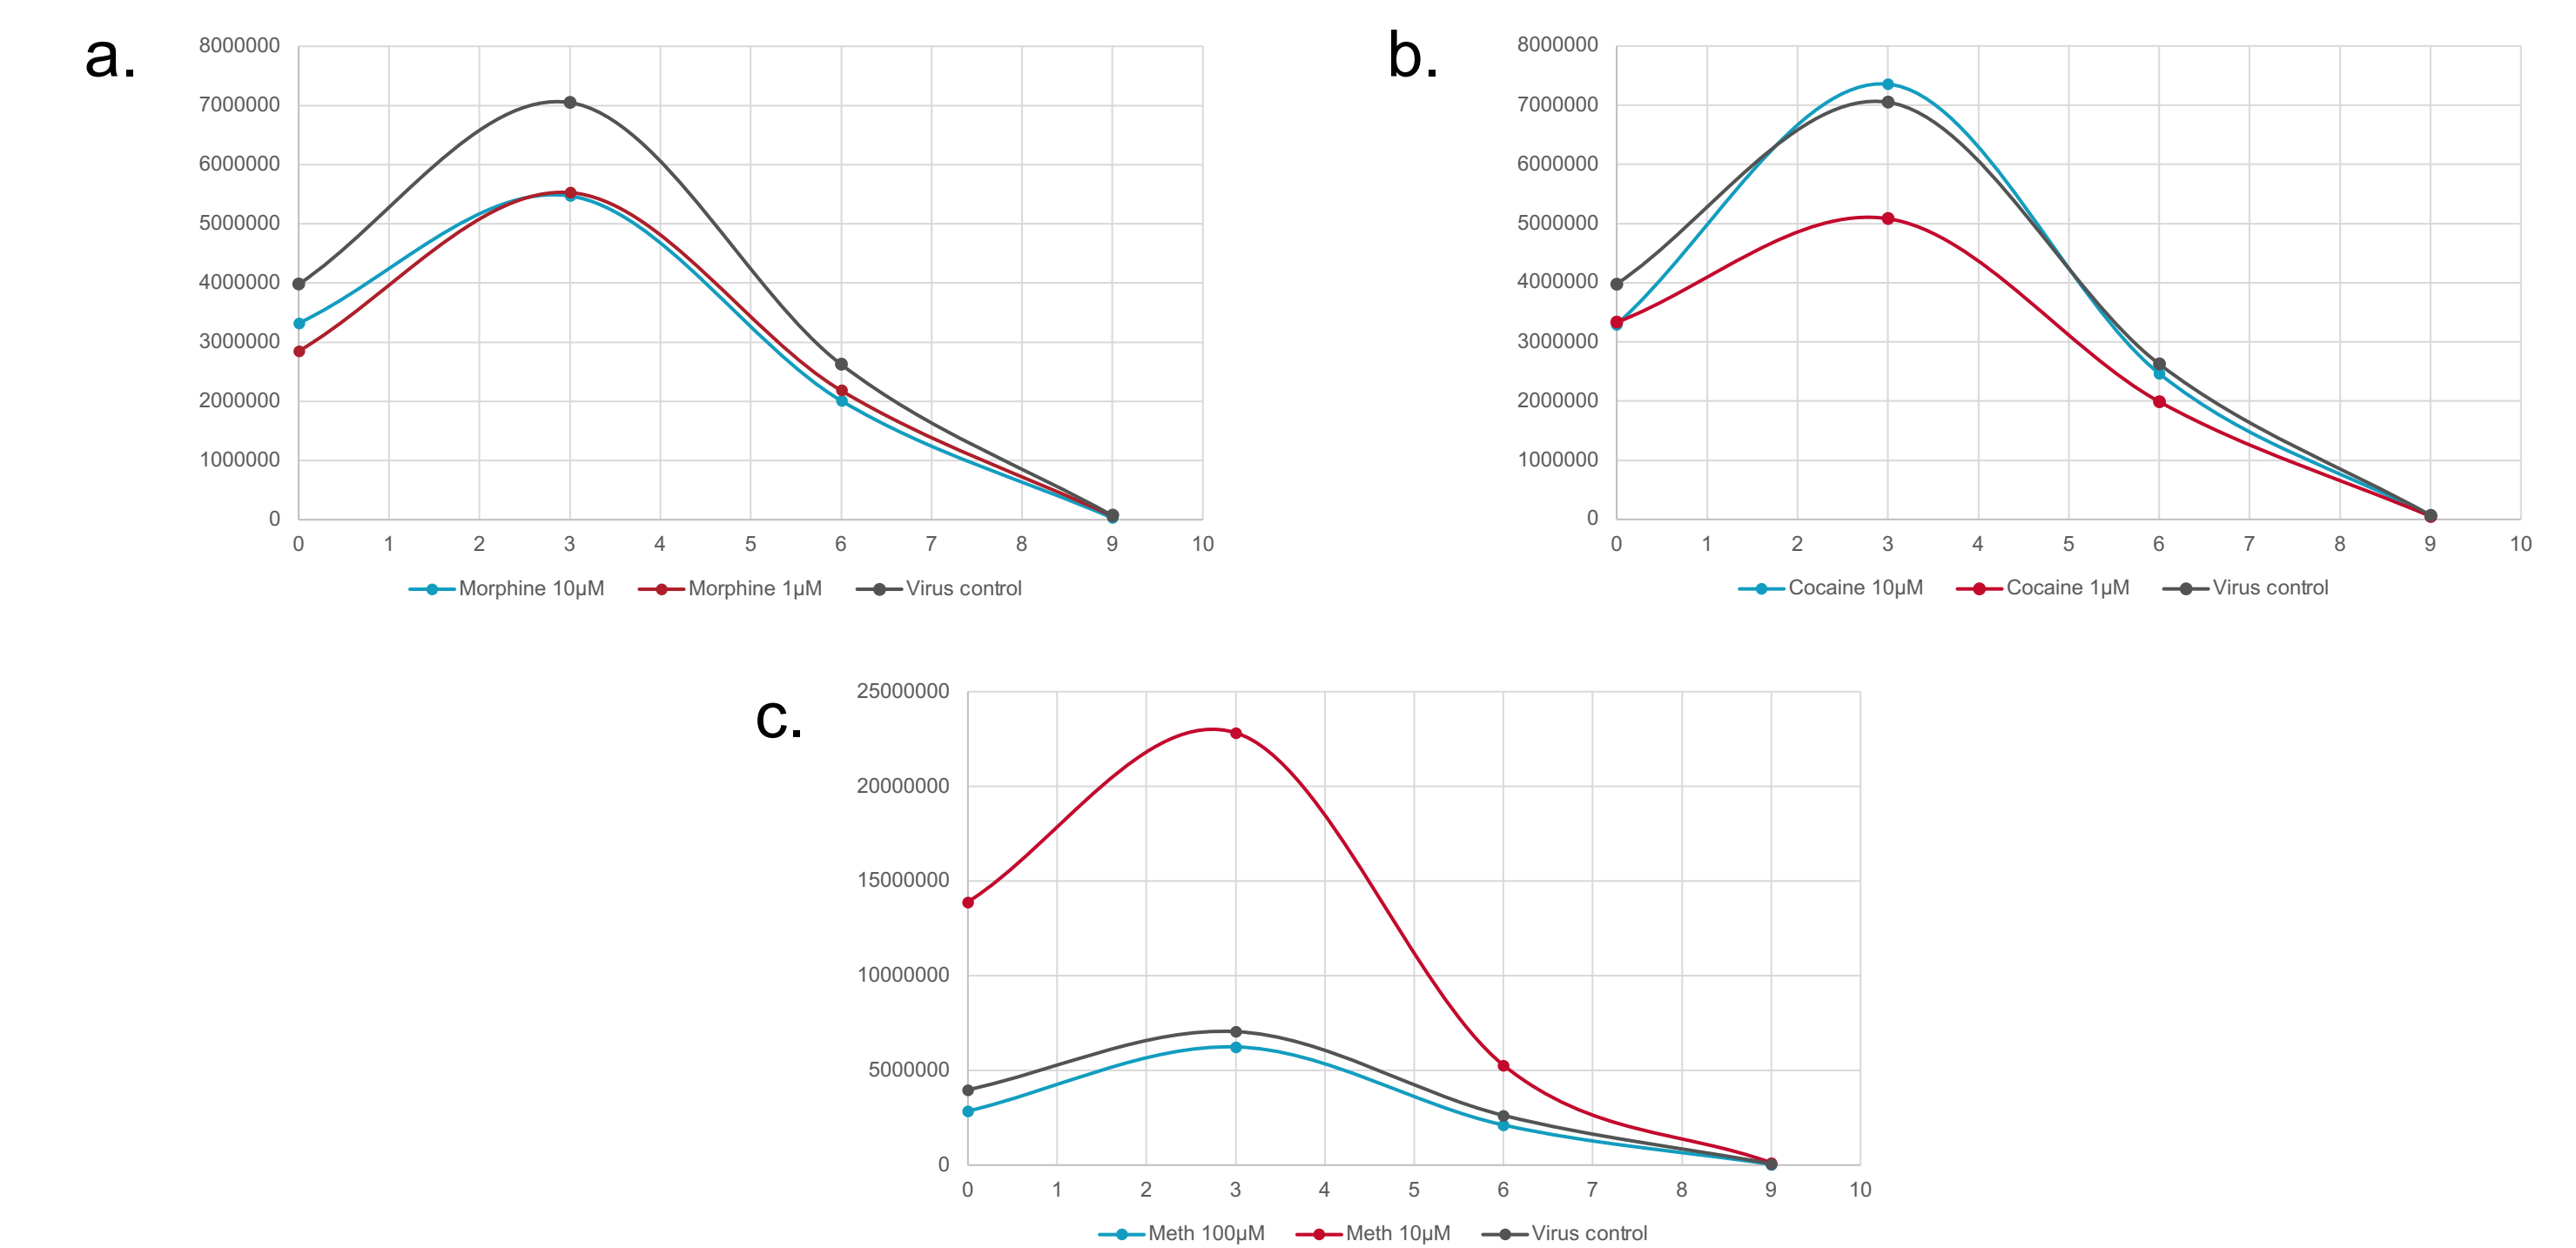 a.
8000000
7000000
6000000
5000000
4000000
3000000
2000000
1000000
0
0 1 2 3 4 5 6 7 8 9 10
Morphine 10µM Morphine 1µM Virus control
b.
8000000
7000000
6000000
5000000
4000000
3000000
2000000
1000000
0
0 1 2 3 4 5 6 7 8 9 10
Cocaine 10µM Cocaine 1µM Virus control
c.
25000000
20000000
15000000
10000000
5000000
0
0 1 2 3 4 5 6 7 8 9 10
Meth 100µM Meth 10µM Virus control